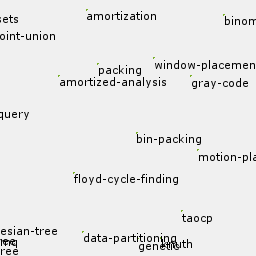 amortization
sets
binom
oint-union
window-placemen
packing
amortized-analysis
gray-code
query
bin-packing
motion-pla
floyd-cycle-finding
taocp
esian-tree
data-partitioning
knuth
genetic
ree